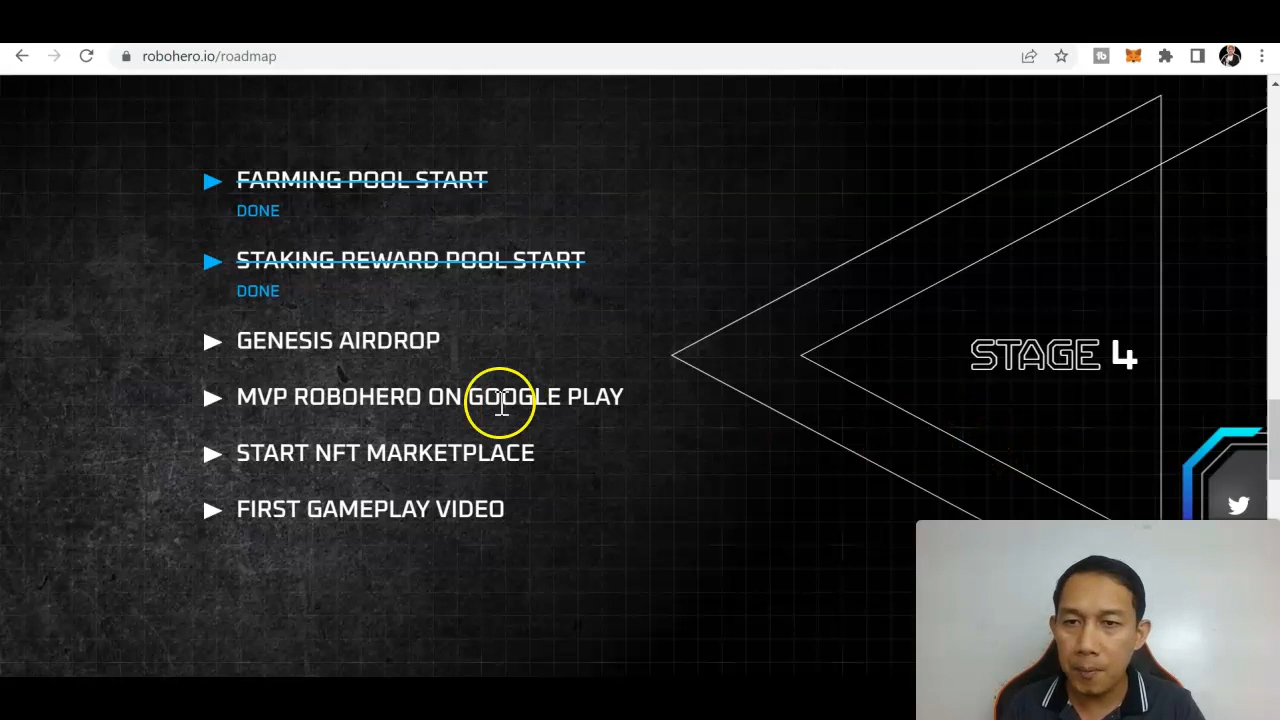 robohero.io/roadmap
FARMING POOL START
DONE
STAKING REWARD POOL START
DONE
GENESIS AIRDROP
MVP ROBOHERO ON GOOGLE PLAY
START NFT MARKETPLACE
FIRST GAMEPLAY VIDEO
STAGE 4